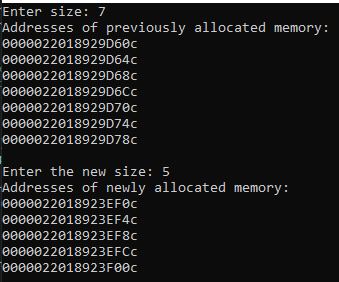 Enter size: 7
Addresses of previously allocated memory:
0000022018929D60c
0000022018929D64c
0000022018929D68c
0000022018929D6Cc
0000022018929D70c
0000022018929D74c
0000022018929D78c
Enter the new size: 5
Addresses of newly allocated memory:
0000022018923EF0c
0000022018923EF4c
0000022018923EF8c
0000022018923EFCc
0000022018923F00c